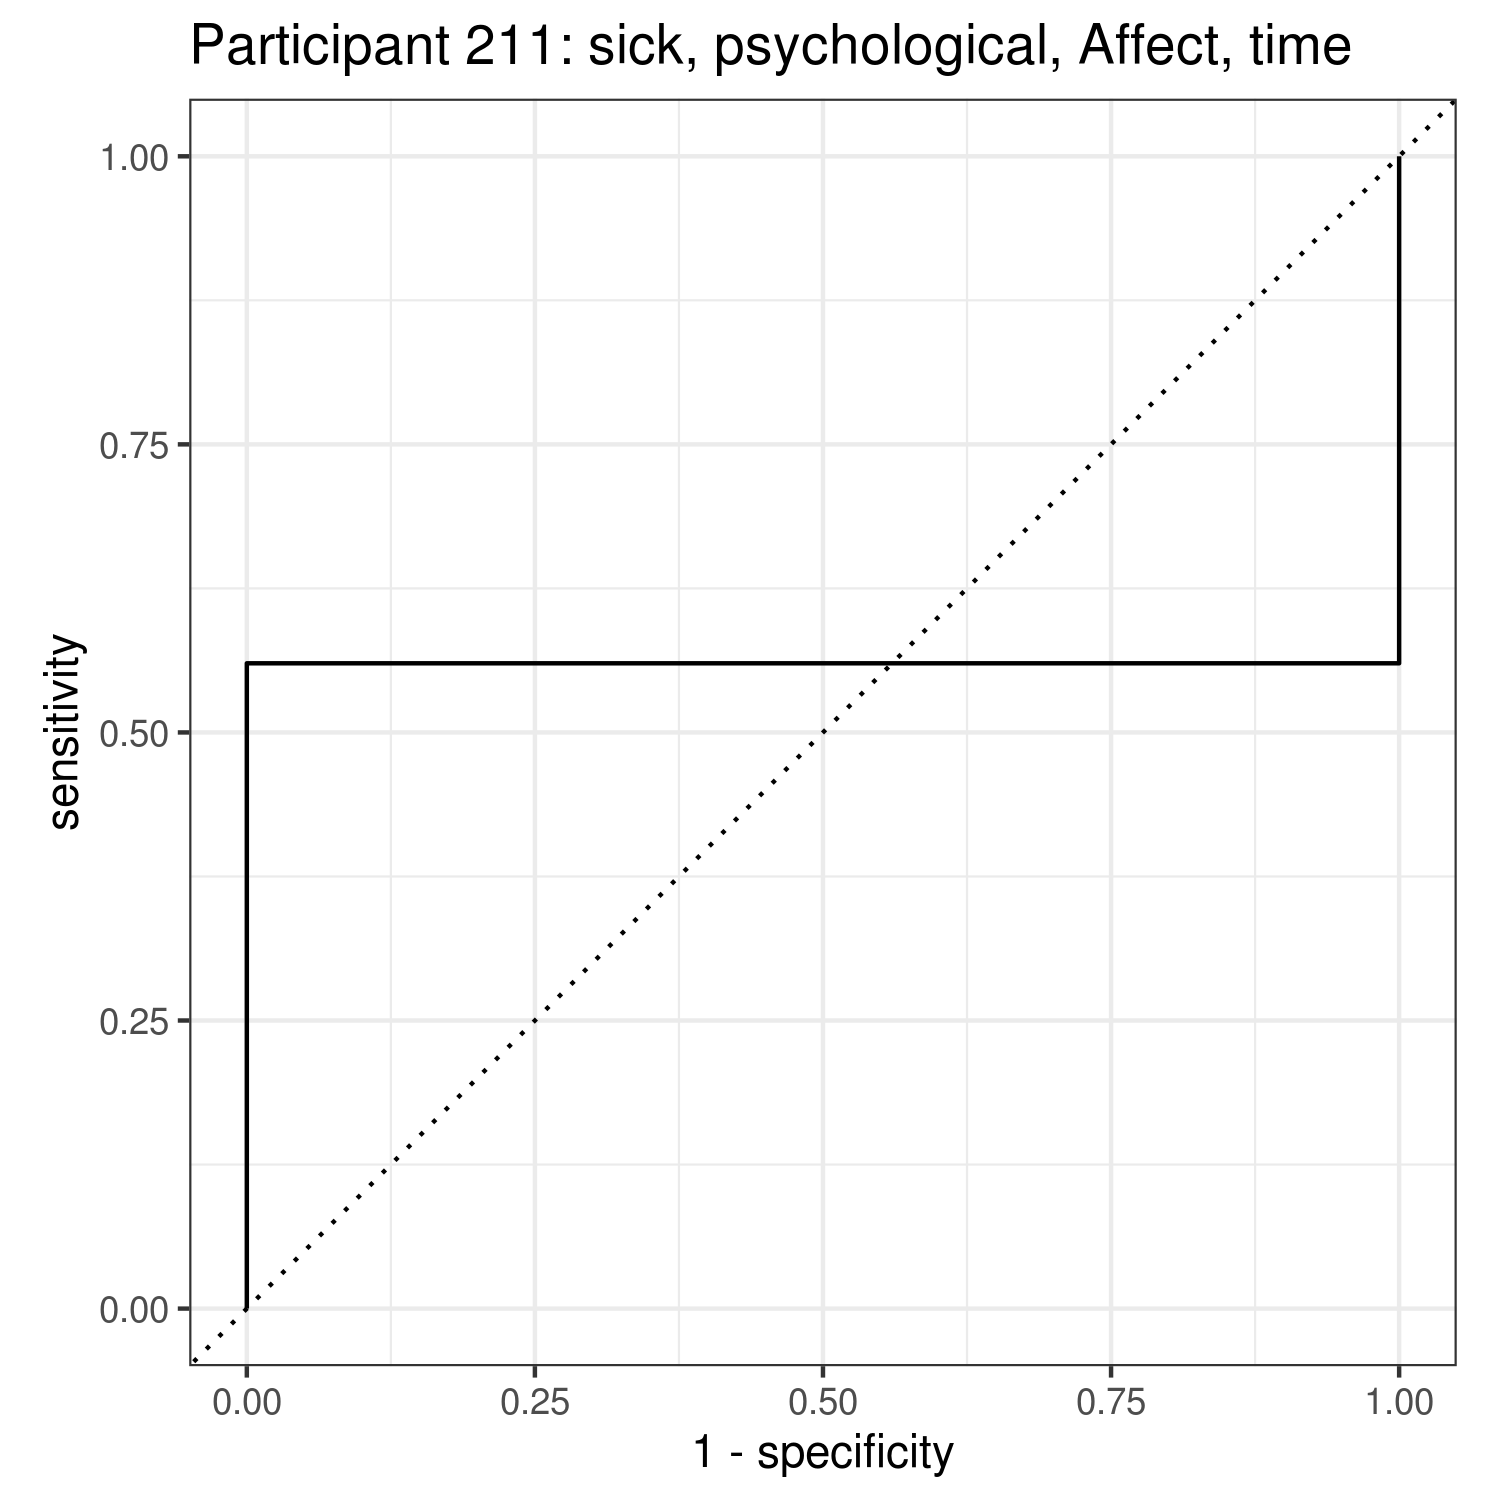 Participant 211: sick, psychological, Affect, time
1.00
0.75
0.50
0.25
0.00
sensitivity
0.00 0.25 0.50 0.75 1.00
1 - specificity